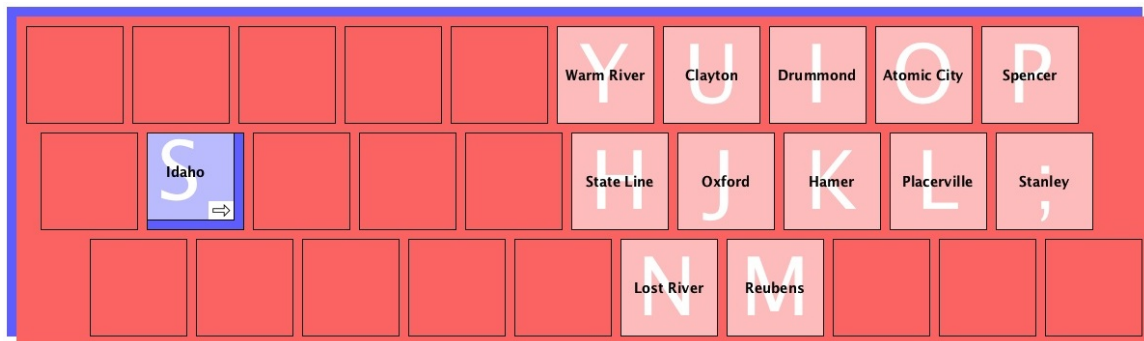 Y U I O P
Warm River Clayton Drummond Atomic City Spencer
S H J K L ;
Idaho State Line Oxford Hamer Placerville Stanley
⇨
N M
Lost River Reubens